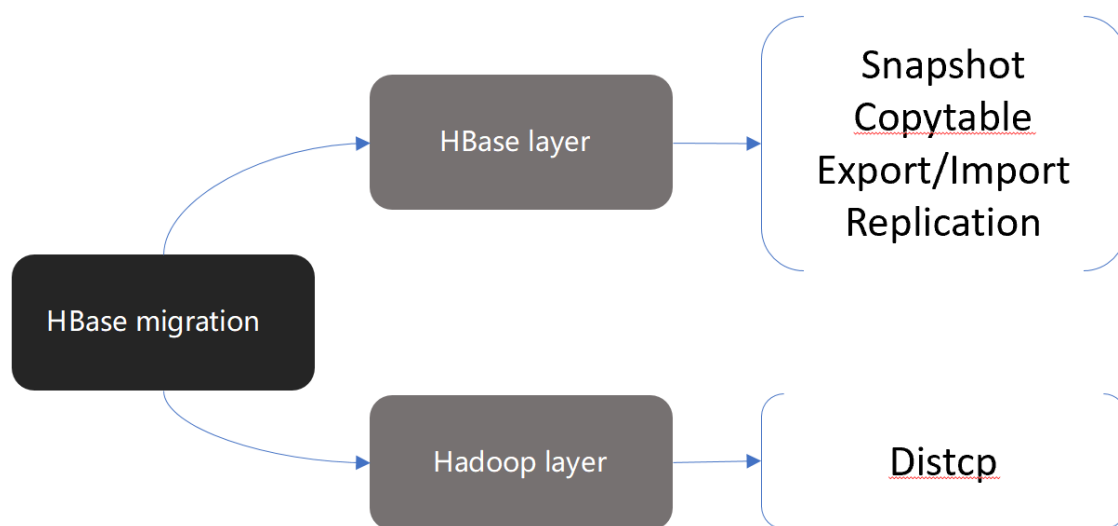 HBase layer
Snapshot
Copytable
Export/Import
Replication
HBase migration
Hadoop layer
Distcp